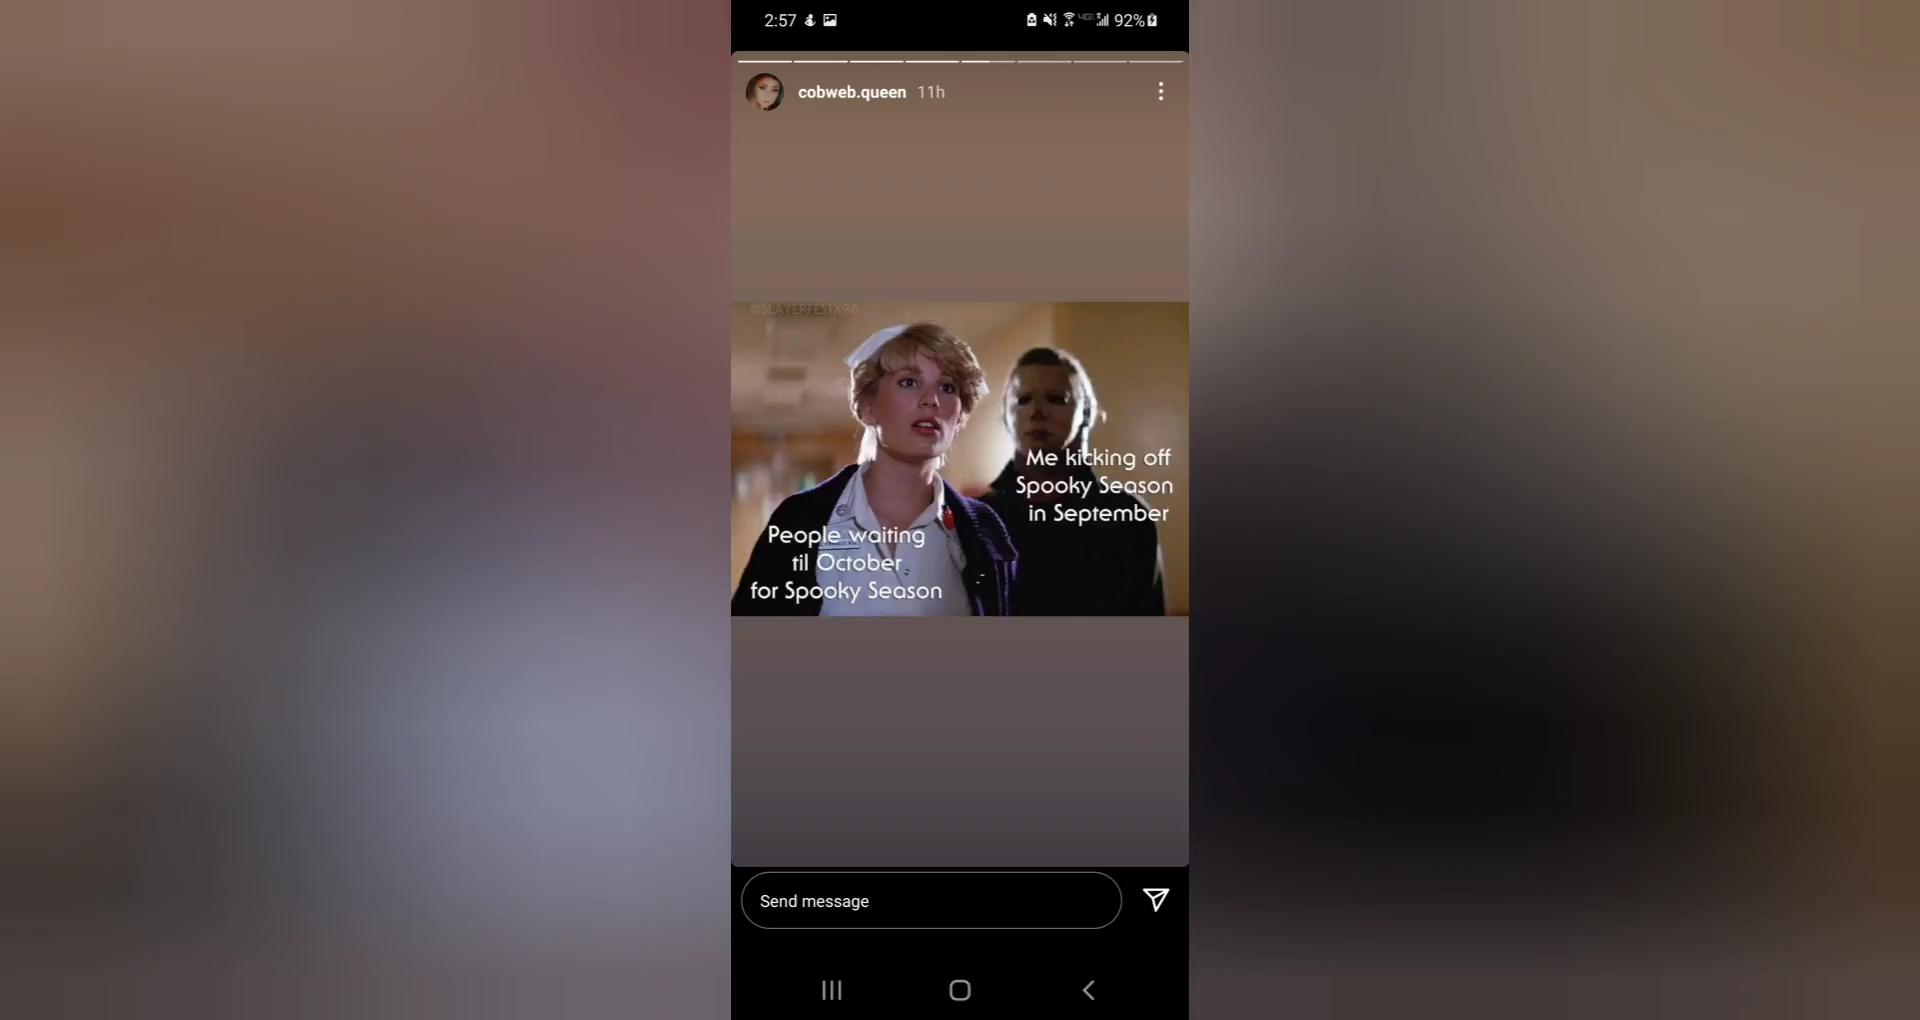 2:57
92%
cobweb.queen 11h
@SLAYERFESTX98
Me kicking off
Spooky Season
in September
People waiting
til October
for Spooky Season
Send message